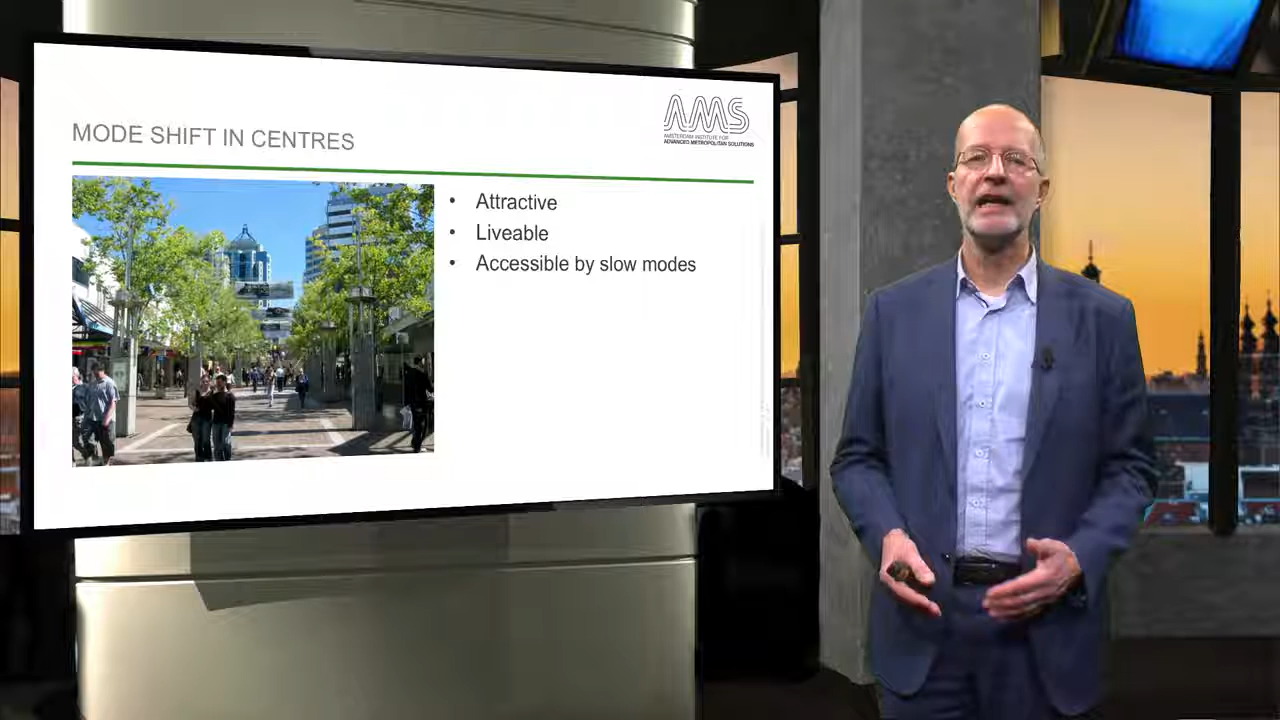 AMS
AMSTERDAM INSTITUTE FOR
ADVANCED METROPOLITAN SOLUTIONS
MODE SHIFT IN CENTRES
• Attractive
• Liveable
• Accessible by slow modes